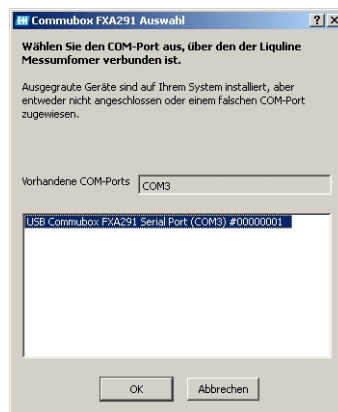 Commubox FXA291 Auswahl
Wählen Sie den COM-Port aus, über den der Liquline
Messumfomer verbunden ist.
Ausgegraute Geräte sind auf Ihrem System installiert, aber
entweder nicht angeschlossen oder einem falschen COM-Port
zugewiesen.
Vorhandene COM-Ports COM3
USB Commubox FXA291 Serial Port (COM3) #00000001
OK Abbrechen